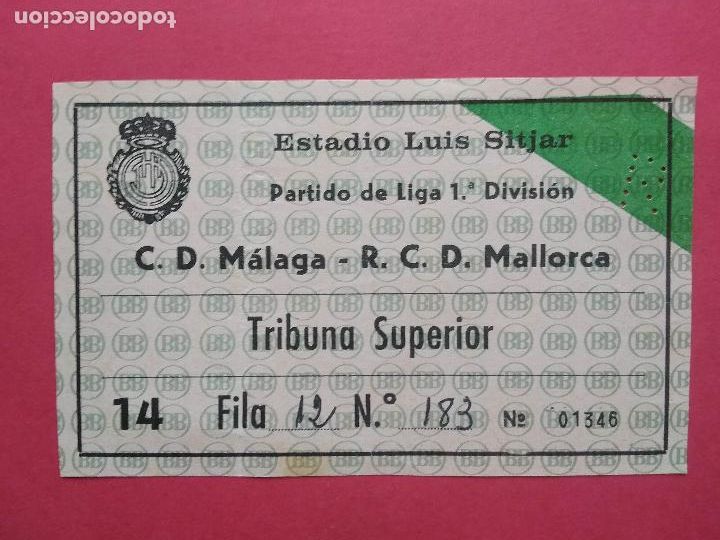 todocoleccion
Estadio Luis Sitjar
Partido de Liga 1.ª División
C. D. Málaga - R. C. D. Mallorca
Tribuna Superior
14 Fila 12 N.º 183 Nº 01346